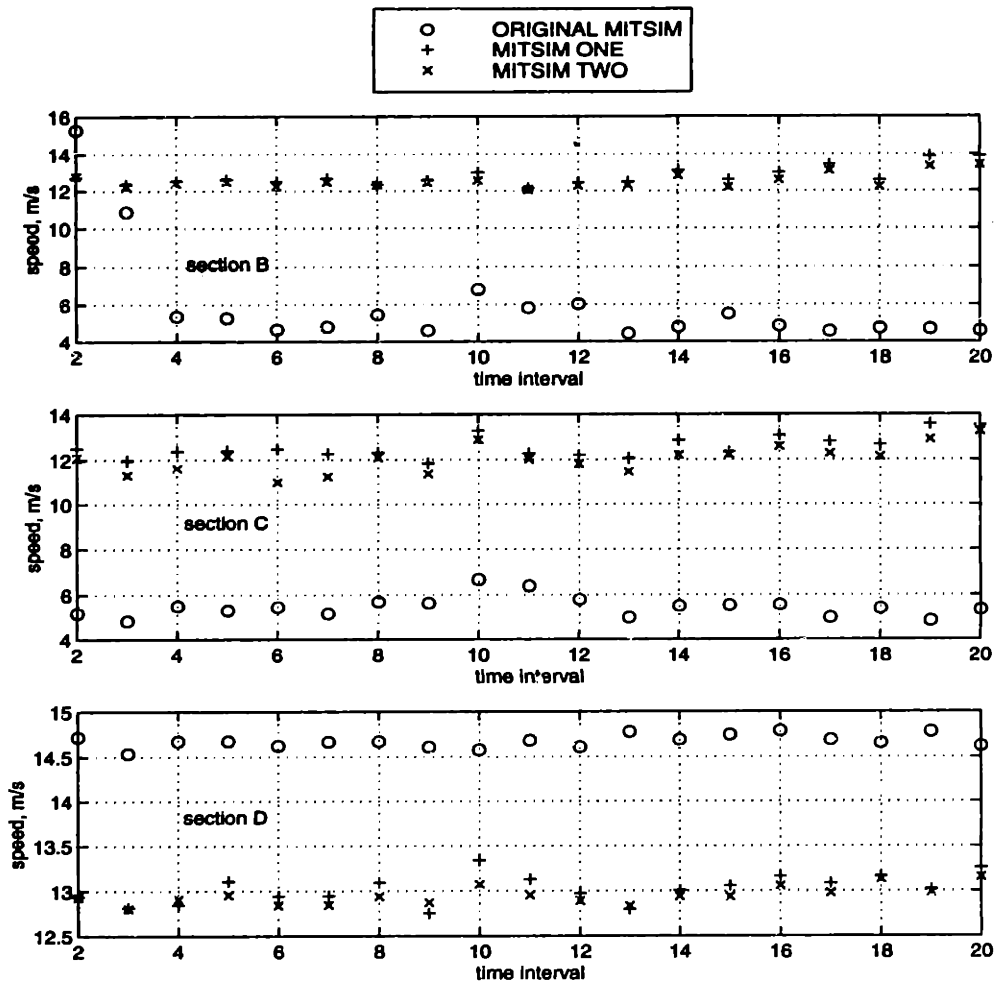 ORIGINAL MITSIM
MITSIM ONE
MITSIM TWO
16
14
12
10
8
6
4
speed, m/s
section B
2 4 6 8 10 12 14 16 18 20
time interval
14
12
10
8
6
4
speed, m/s
section C
2 4 6 8 10 12 14 16 18 20
time interval
15
14.5
14
13.5
13
12.5
speed, m/s
section D
2 4 6 8 10 12 14 16 18 20
time interval